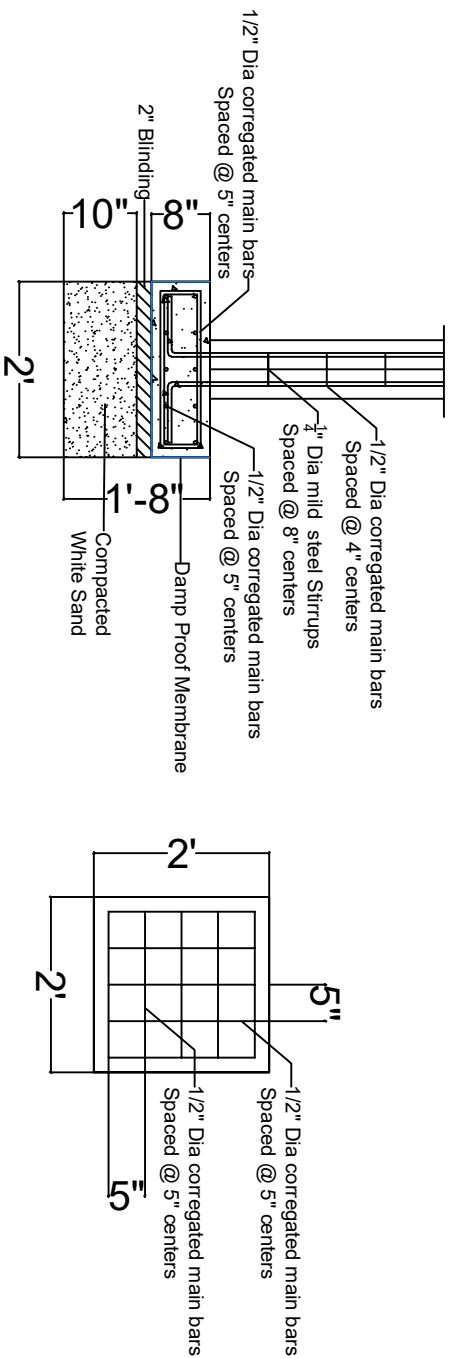 1/2" Dia corregated main bars
Spaced @ 5" centers
2" Blinding
10"
8"
2'
1'-8"
1/2" Dia corregated main bars
Spaced @ 4" centers
1/4" Dia mild steel Stirrups
Spaced @ 8" centers
1/2" Dia corregated main bars
Spaced @ 5" centers
Damp Proof Membrane
Compacted
White Sand
2'
2'
5"
5"
1/2" Dia corregated main bars
Spaced @ 5" centers
1/2" Dia corregated main bars
Spaced @ 5" centers